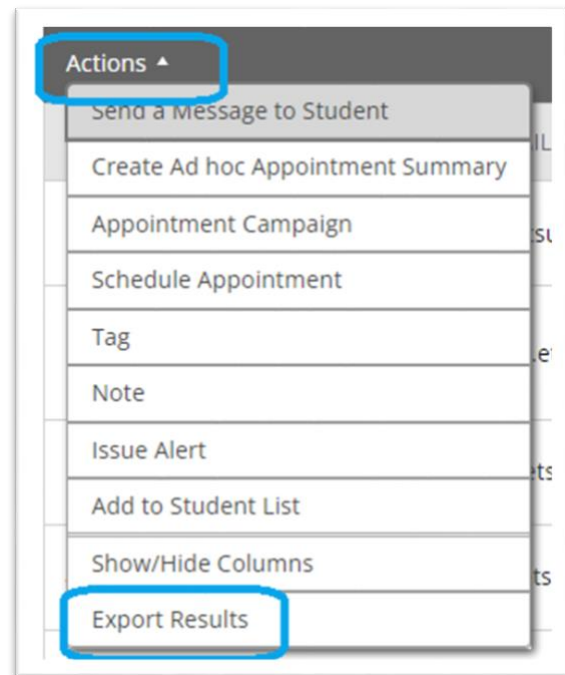 Actions ▲
Send a Message to Student
Create Ad hoc Appointment Summary
Appointment Campaign
Schedule Appointment
Tag
Note
Issue Alert
Add to Student List
Show/Hide Columns
Export Results